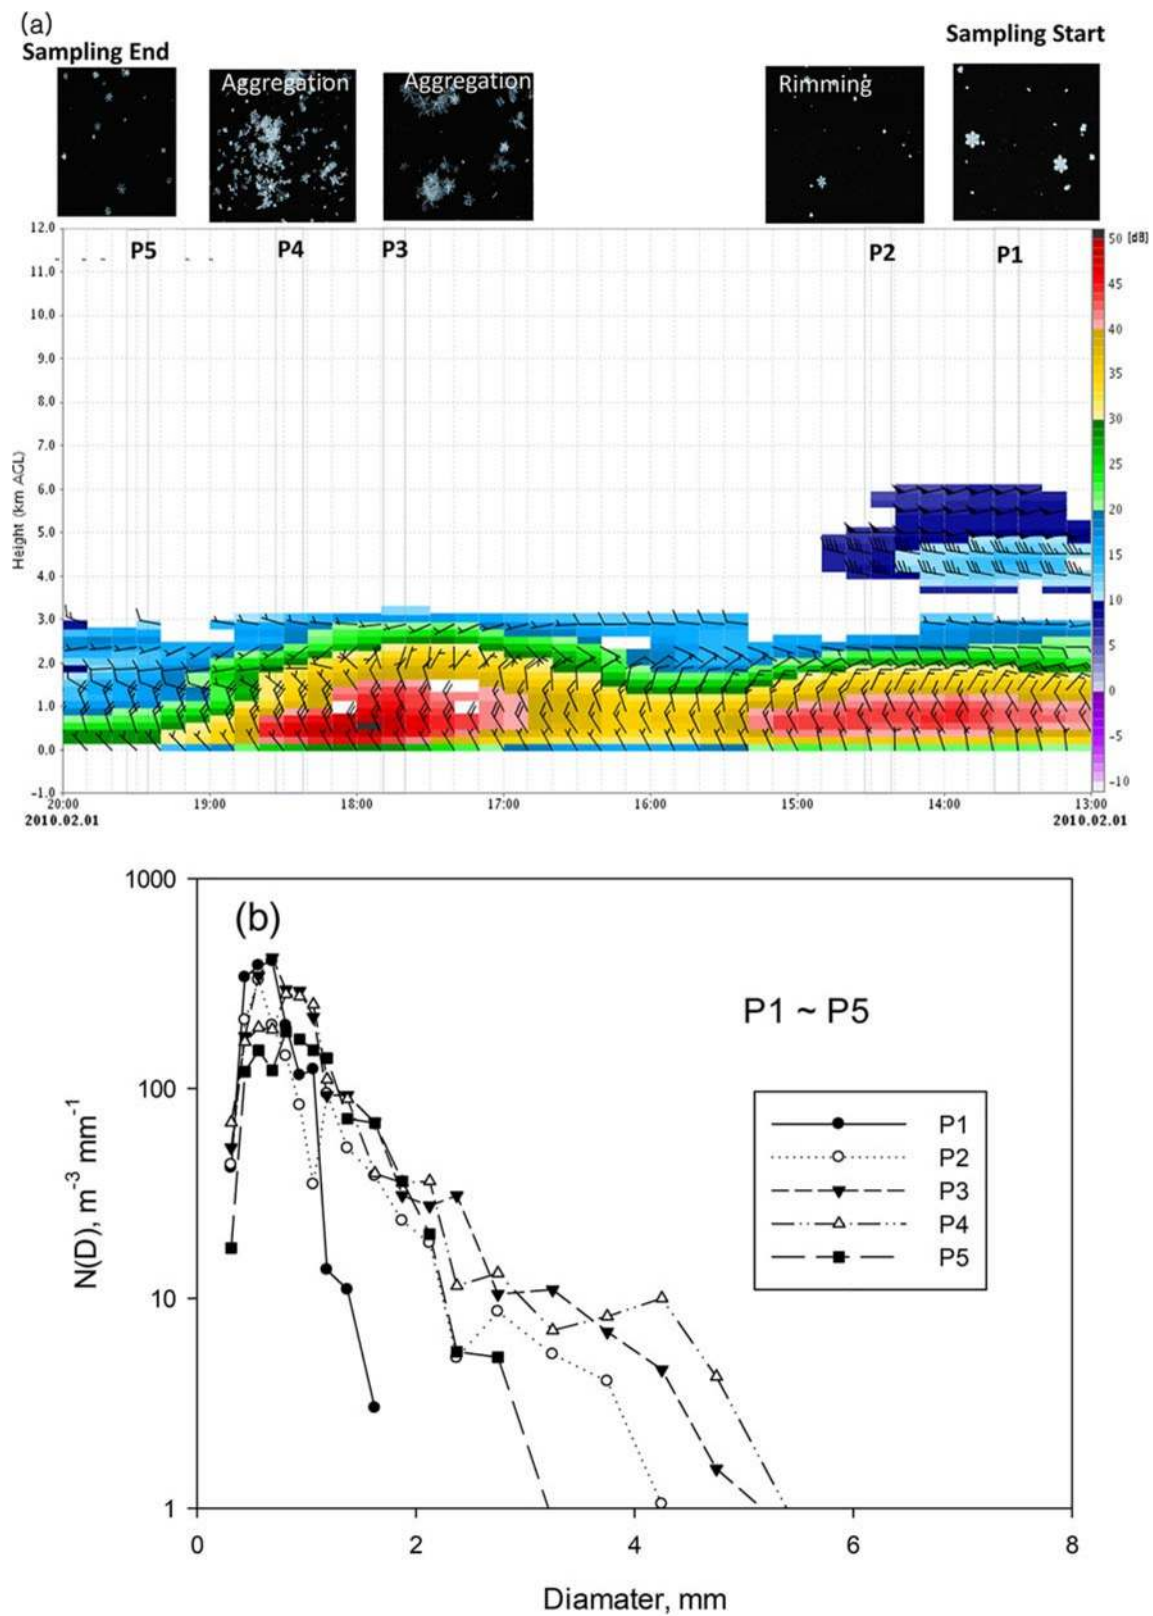 (a)
Sampling End
Sampling Start
Aggregation
Aggregation
Rimming
P5
P4
P3
P2
P1
12.0
11.0
10.0
9.0
8.0
7.0
6.0
5.0
4.0
3.0
2.0
1.0
0.0
-1.0
Height (km AGL)
50 [dB]
45
40
35
30
25
20
15
10
5
0
-5
-10
20:00
19:00
18:00
17:00
16:00
15:00
14:00
13:00
2010.02.01
2010.02.01
(b)
P1 ~ P5
P1
P2
P3
P4
P5
1000
100
10
1
N(D), m⁻³ mm⁻¹
0
2
4
6
8
Diamater, mm